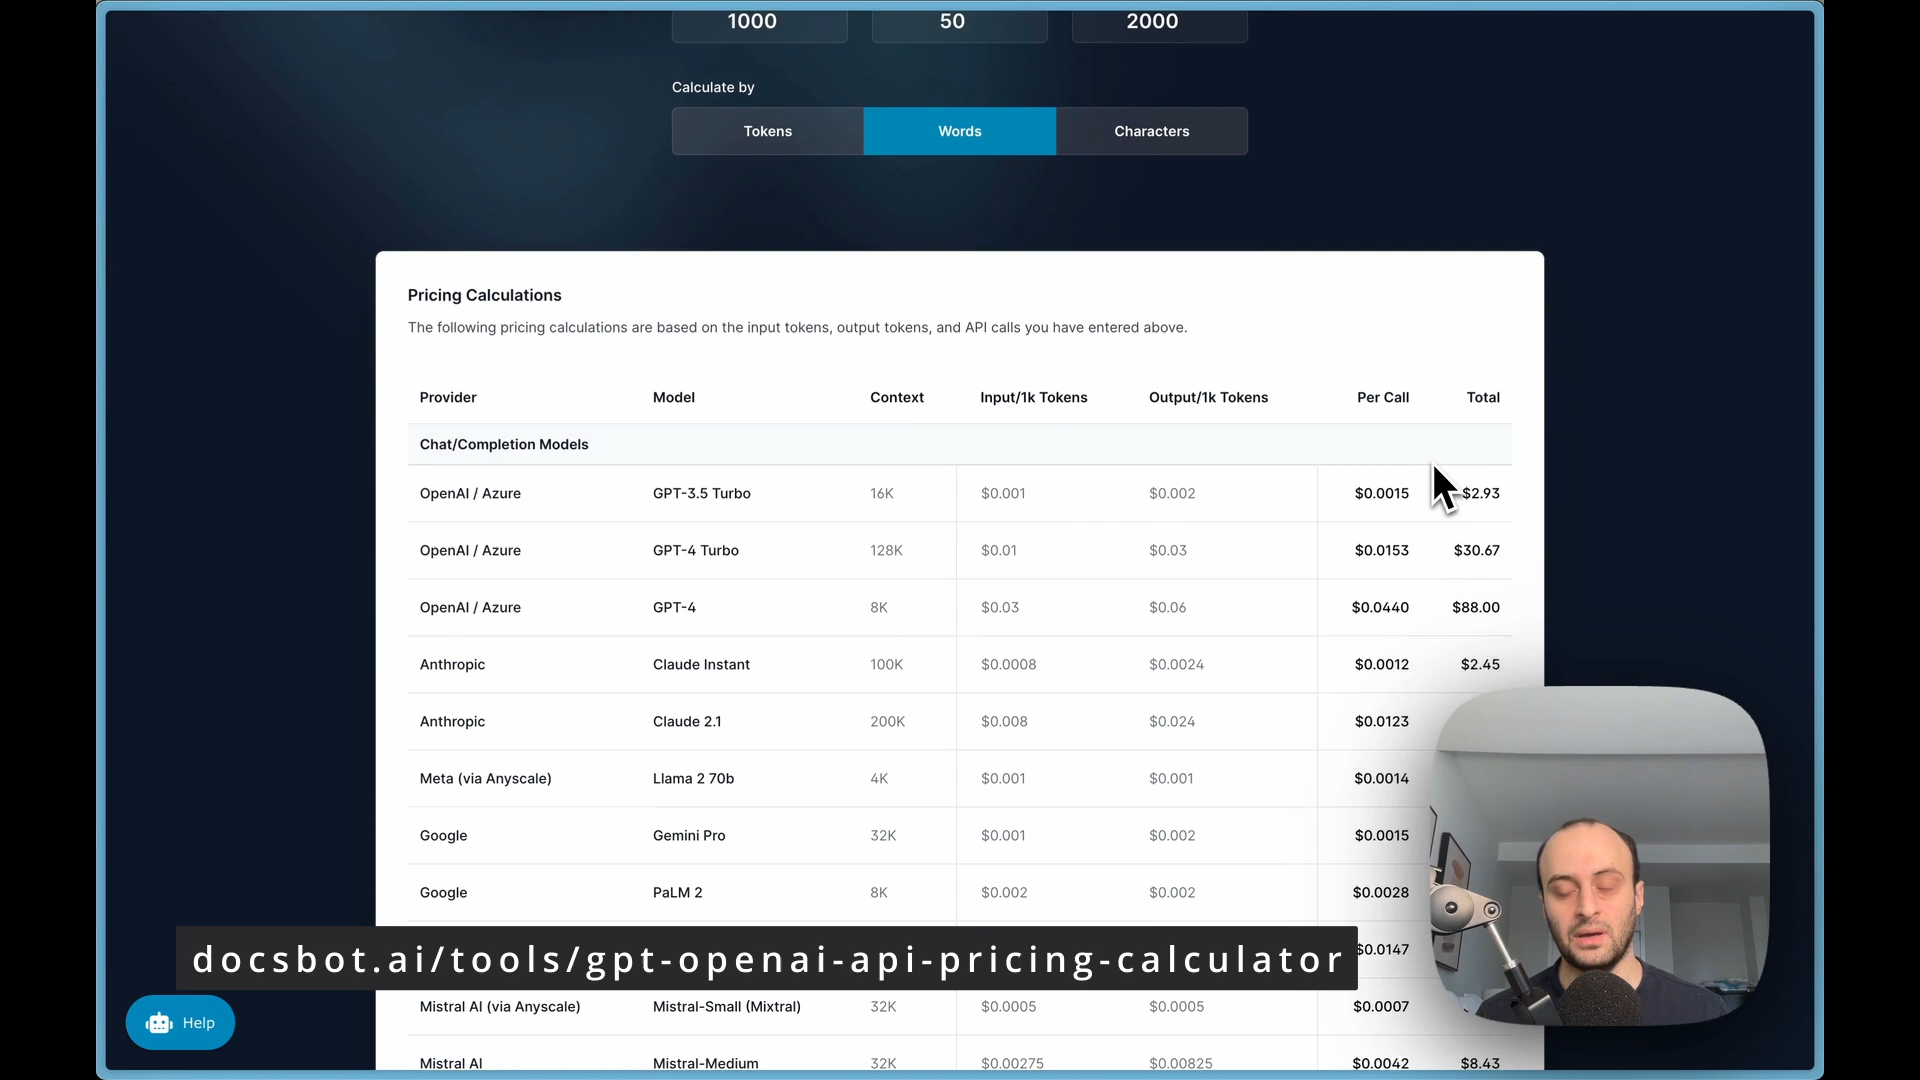 1000 50 2000
Calculate by
Tokens Words Characters
Pricing Calculations
The following pricing calculations are based on the input tokens, output tokens, and API calls you have entered above.
Provider Model Context Input/1k Tokens Output/1k Tokens Per Call Total
Chat/Completion Models
OpenAI / Azure GPT-3.5 Turbo 16K $0.001 $0.002 $0.0015 $2.93
OpenAI / Azure GPT-4 Turbo 128K $0.01 $0.03 $0.0153 $30.67
OpenAI / Azure GPT-4 8K $0.03 $0.06 $0.0440 $88.00
Anthropic Claude Instant 100K $0.0008 $0.0024 $0.0012 $2.45
Anthropic Claude 2.1 200K $0.008 $0.024 $0.0123
Meta (via Anyscale) Llama 2 70b 4K $0.001 $0.001 $0.0014
Google Gemini Pro 32K $0.001 $0.002 $0.0015
Google PaLM 2 8K $0.002 $0.002 $0.0028
$0.0147
docsbot.ai/tools/gpt-openai-api-pricing-calculator
Mistral AI (via Anyscale) Mistral-Small (Mixtral) 32K $0.0005 $0.0005 $0.0007
Help
Mistral AI Mistral-Medium 32K $0.00275 $0.00825 $0.0042 $8.43